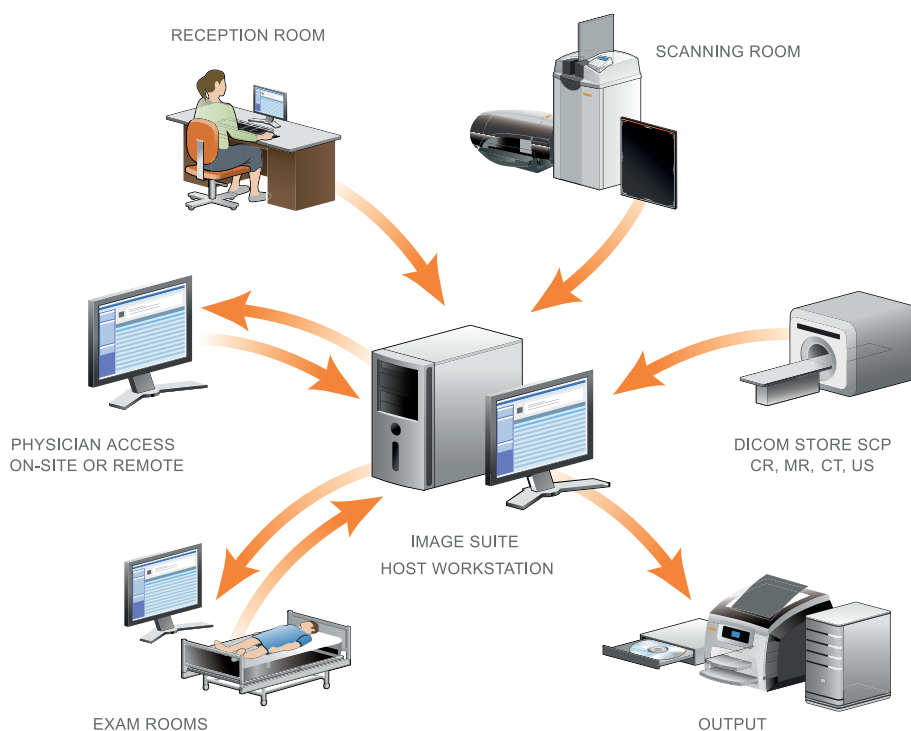 RECEPTION ROOM
SCANNING ROOM
PHYSICIAN ACCESS
ON-SITE OR REMOTE
DICOM STORE SCP
CR, MR, CT, US
IMAGE SUITE
HOST WORKSTATION
EXAM ROOMS
OUTPUT